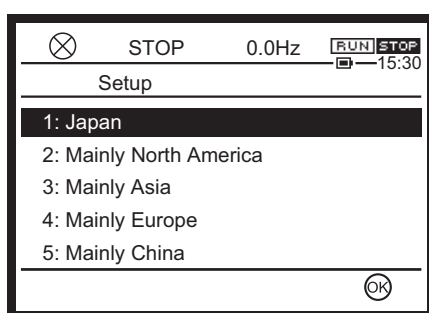 STOP 0.0Hz RUN STOP
15:30
Setup
1: Japan
2: Mainly North America
3: Mainly Asia
4: Mainly Europe
5: Mainly China
OK